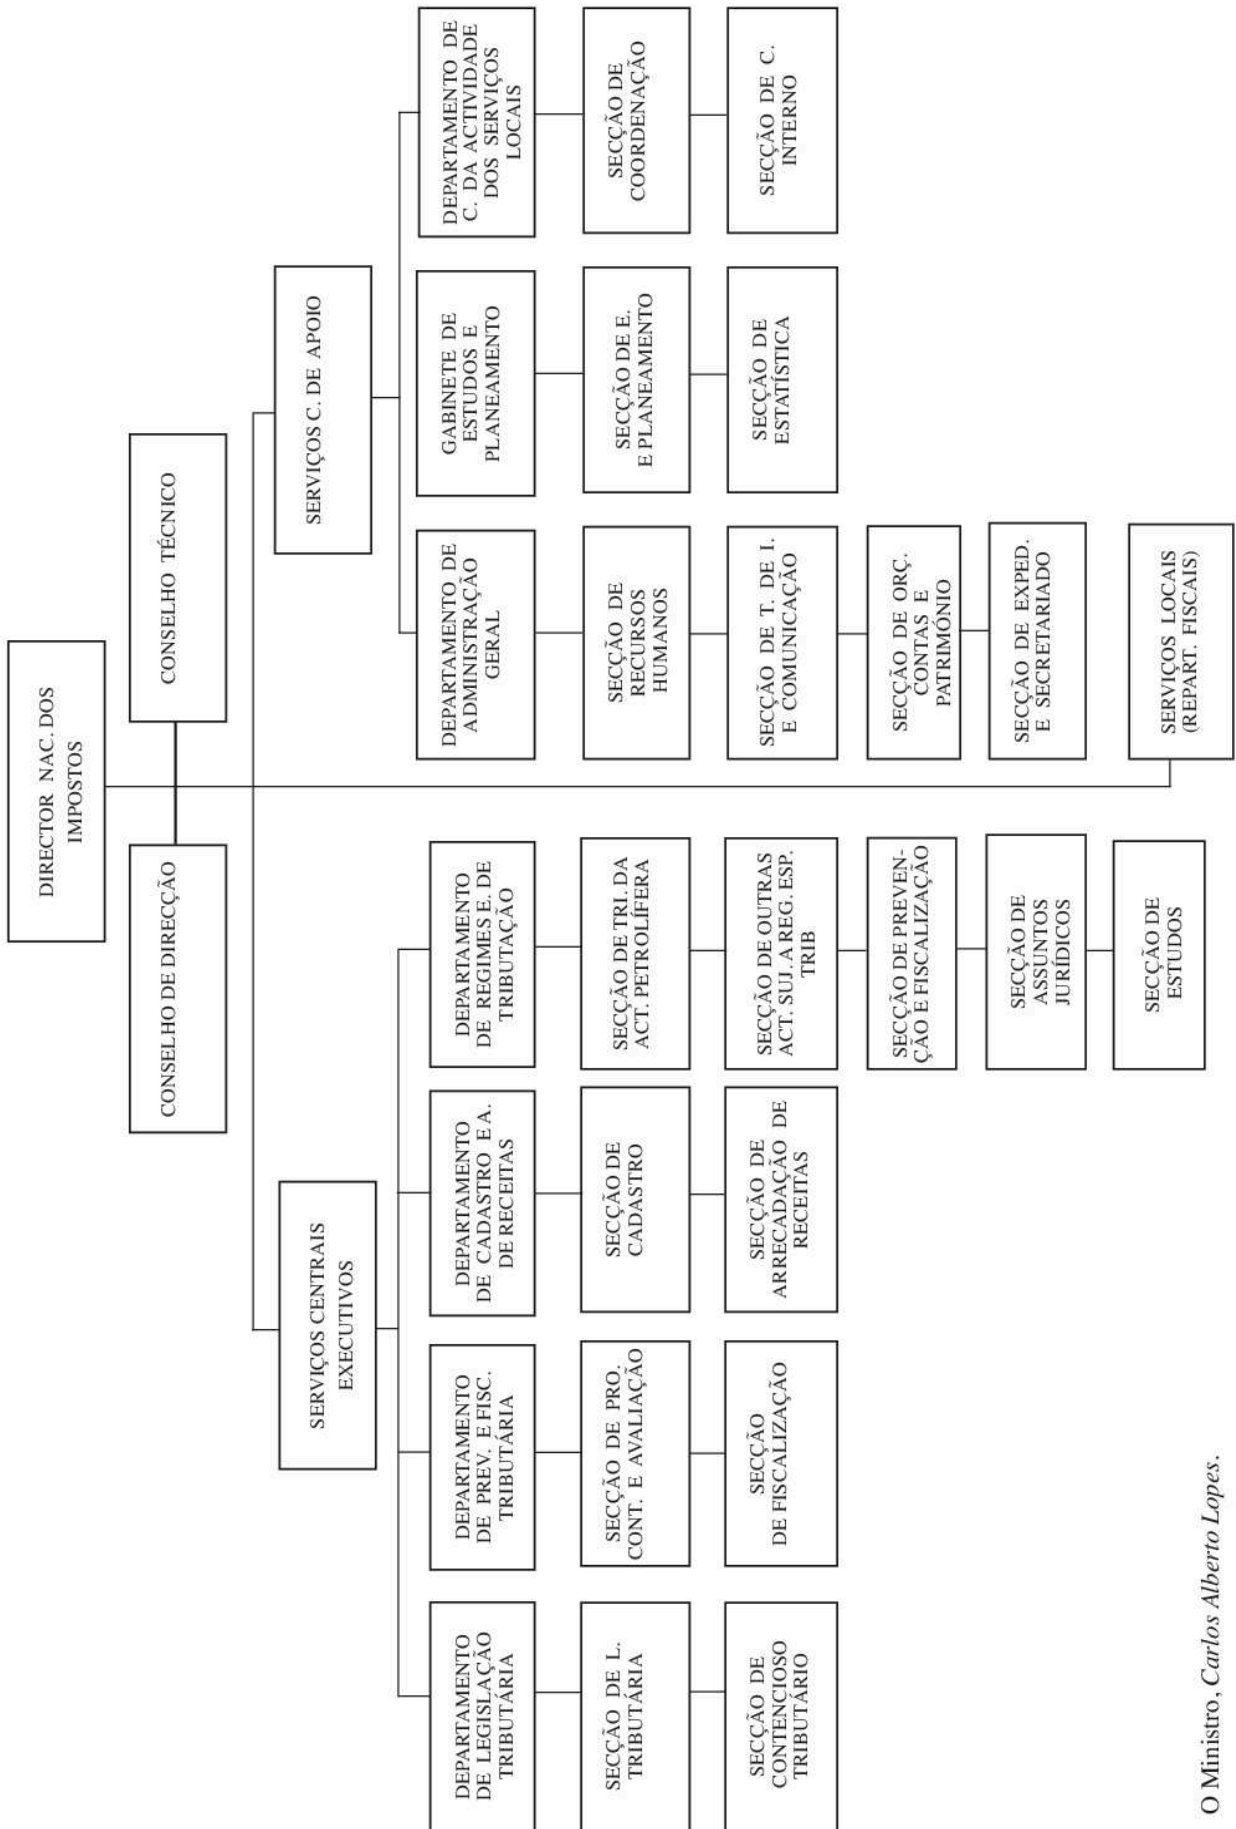 DIRECTOR NAC. DOS
IMPOSTOS
CONSELHO DE DIRECÇÃO
CONSELHO TÉCNICO
SERVIÇOS CENTRAIS
EXECUTIVOS
SERVIÇOS C. DE APOIO
DEPARTAMENTO
DE LEGISLAÇÃO
TRIBUTÁRIA
DEPARTAMENTO
DE PREV. E FISC.
TRIBUTÁRIA
DEPARTAMENTO
DE CADASTRO E A.
DE RECEITAS
DEPARTAMENTO
DE REGIMES E. DE
TRIBUTAÇÃO
DEPARTAMENTO DE
ADMINISTRAÇÃO
GERAL
GABINETE DE
ESTUDOS E
PLANEAMENTO
DEPARTAMENTO DE
C. DA ACTIVIDADE
DOS SERVIÇOS
LOCAIS
SECÇÃO DE L.
TRIBUTÁRIA
SECÇÃO DE PRO.
CONT. E AVALIAÇÃO
SECÇÃO DE
CADASTRO
SECÇÃO DE TRI. DA
ACT. PETROLÍFERA
SECÇÃO DE
RECURSOS
HUMANOS
SECÇÃO DE E.
E PLANEAMENTO
SECÇÃO DE
COORDENAÇÃO
SECÇÃO DE
CONTENCIOSO
TRIBUTÁRIO
SECÇÃO
DE FISCALIZAÇÃO
SECÇÃO DE
ARRECADAÇÃO DE
RECEITAS
SECÇÃO DE OUTRAS
ACT. SUJ. A REG. ESP.
TRIB
SECÇÃO DE T. DE I.
E COMUNICAÇÃO
SECÇÃO DE
ESTATÍSTICA
SECÇÃO DE C.
INTERNO
SECÇÃO DE PREVEN-
ÇÃO E FISCALIZAÇÃO
SECÇÃO DE ORÇ.
CONTAS E
PATRIMÓNIO
SECÇÃO DE
ASSUNTOS
JURÍDICOS
SECÇÃO DE EXPED.
E SECRETARIADO
SECÇÃO DE
ESTUDOS
SERVIÇOS LOCAIS
(REPART. FISCAIS)
O Ministro, Carlos Alberto Lopes.